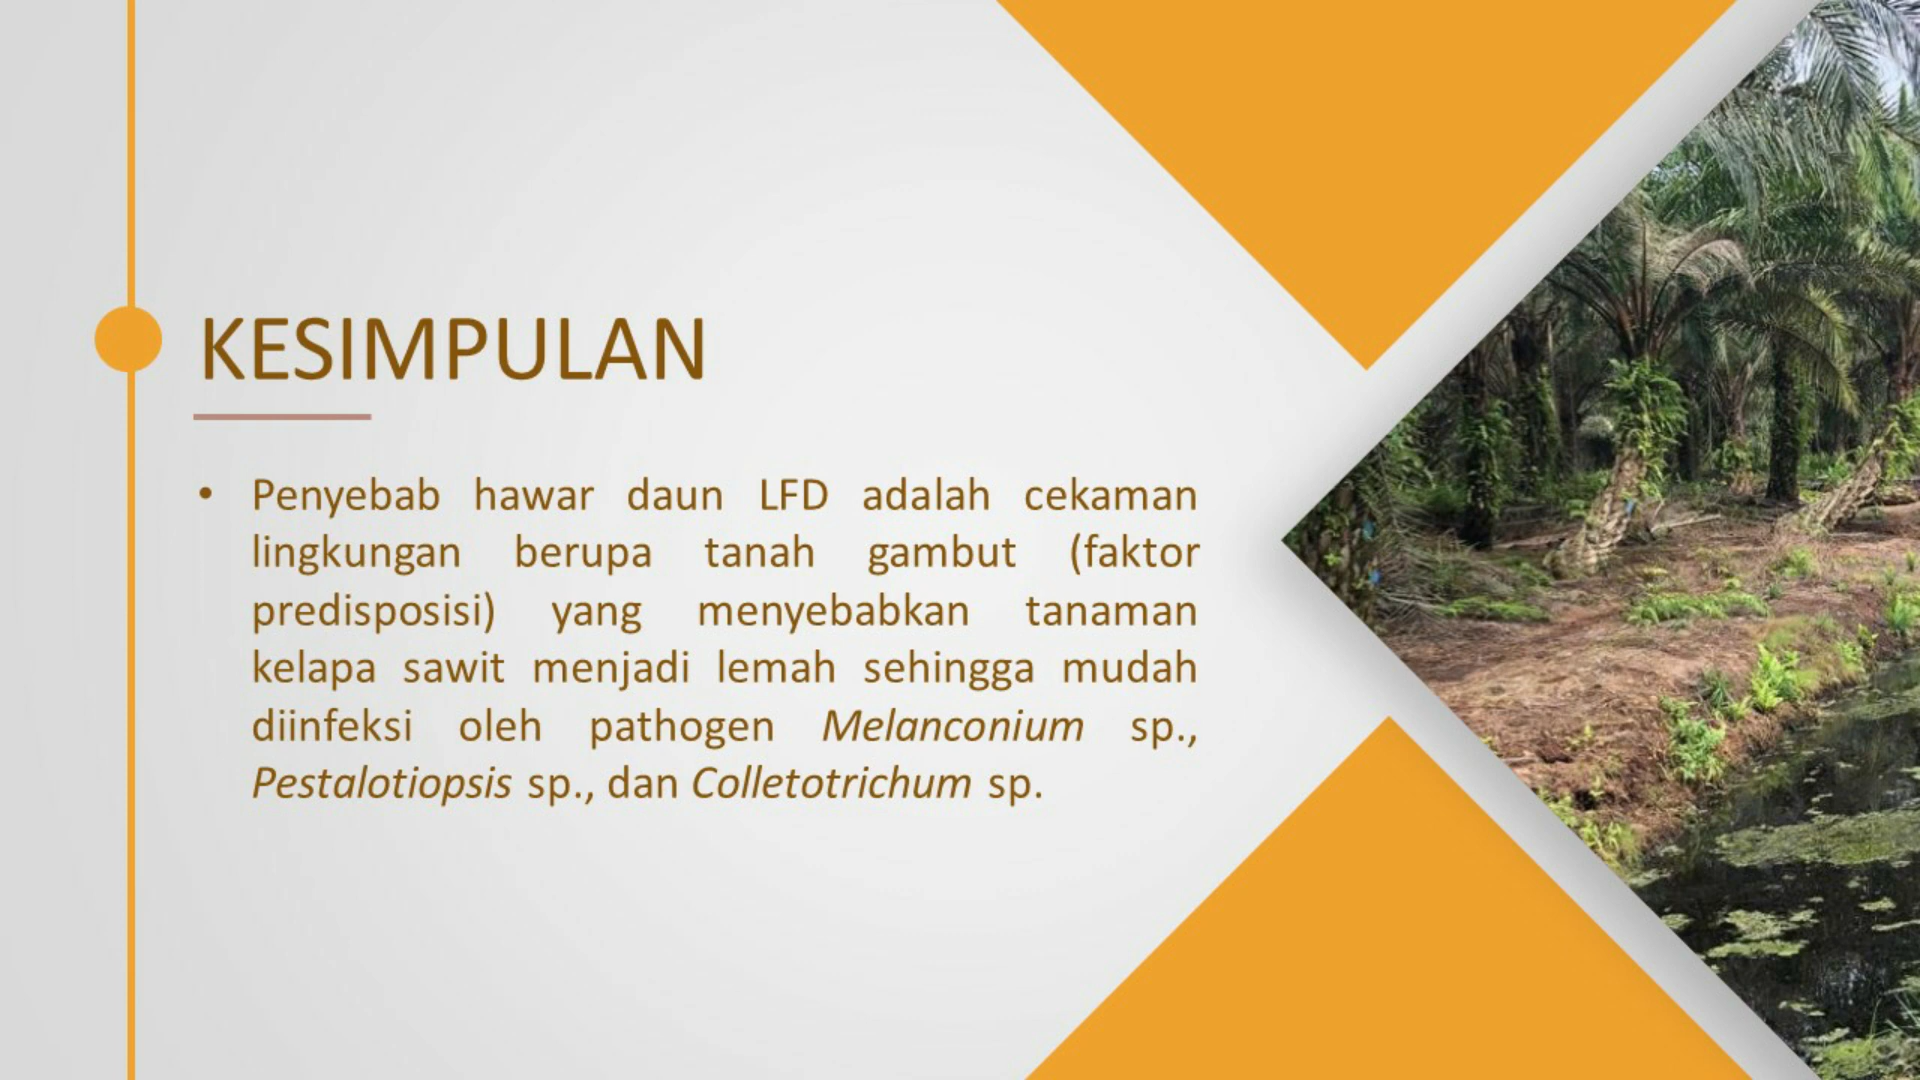 KESIMPULAN
• Penyebab hawar daun LFD adalah cekaman
lingkungan berupa tanah gambut (faktor
predisposisi) yang menyebabkan tanaman
kelapa sawit menjadi lemah sehingga mudah
diinfeksi oleh pathogen Melanconium sp.,
Pestalotiopsis sp., dan Colletotrichum sp.